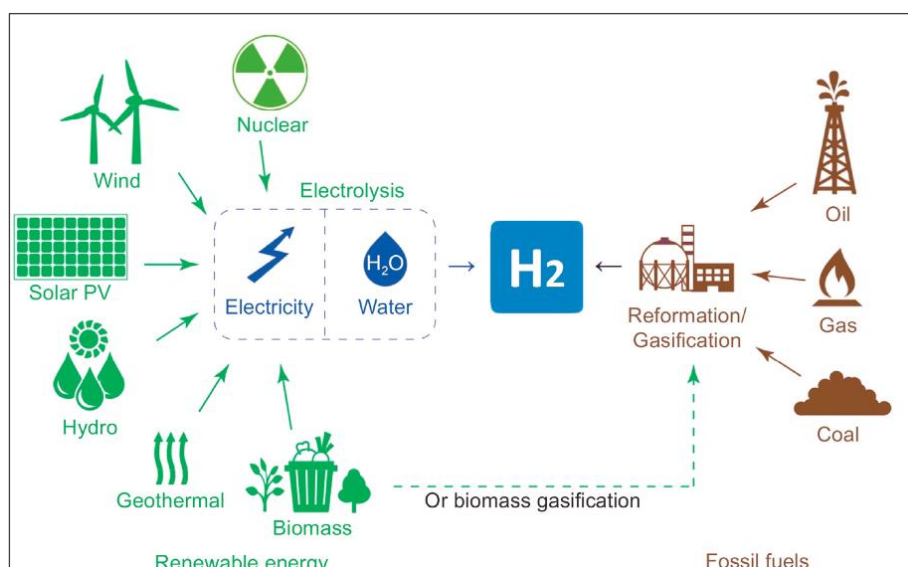 Nuclear
Wind
Electrolysis
Oil
Solar PV
H₂O
Electricity
Water
H2
Reformation/
Gasification
Gas
Hydro
Coal
Geothermal
Biomass
Or biomass gasification
Renewable energy
Fossil fuels